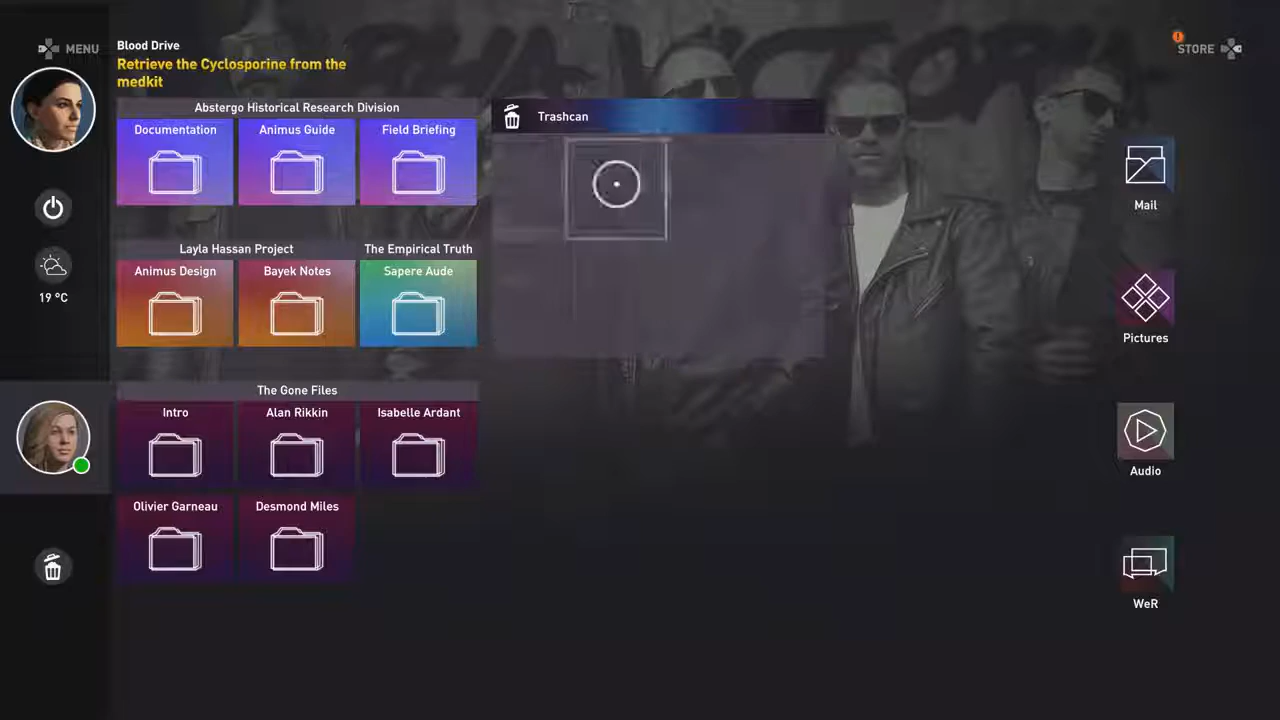 MENU
Blood Drive
Retrieve the Cyclosporine from the
medkit
STORE
Abstergo Historical Research Division
Documentation
Animus Guide
Field Briefing
Trashcan
Layla Hassan Project
The Empirical Truth
Animus Design
Bayek Notes
Sapere Aude
19 °C
The Gone Files
Intro
Alan Rikkin
Isabelle Ardant
Olivier Garneau
Desmond Miles
Mail
Pictures
Audio
WeR